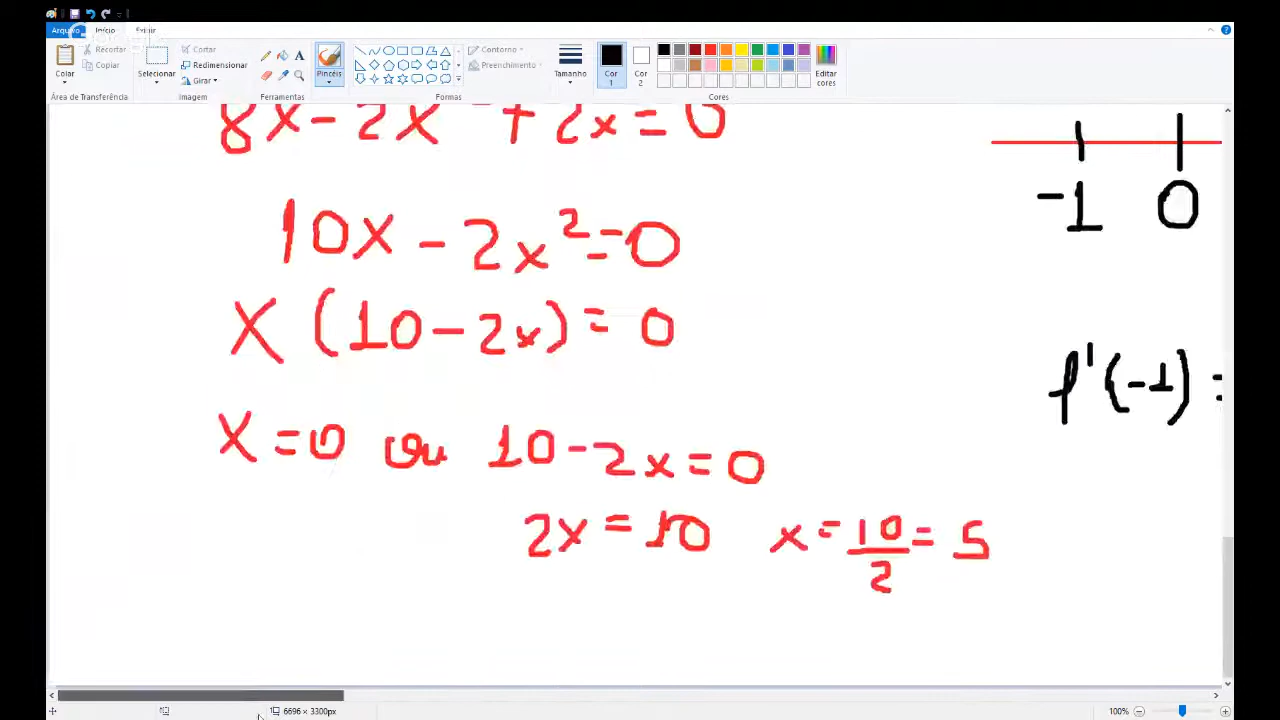 Arquivo Início Exibir
Colar
Recortar
Copiar
Área de Transferência
Selecionar
Cortar
Redimensionar
Girar
Imagem
A
Ferramentas
Pincéis
Contorno
Preenchimento
Formas
Tamanho
Cor 1
Cor 2
Editar cores
Cores
8x - 2x + 2x = 0
10x - 2x² = 0
x (10 - 2x) = 0
x = 0 ou 10 - 2x = 0
2x = 10 x = 10/2 = 5
-1 0
f'(-1) =
6696 × 3300px
100%